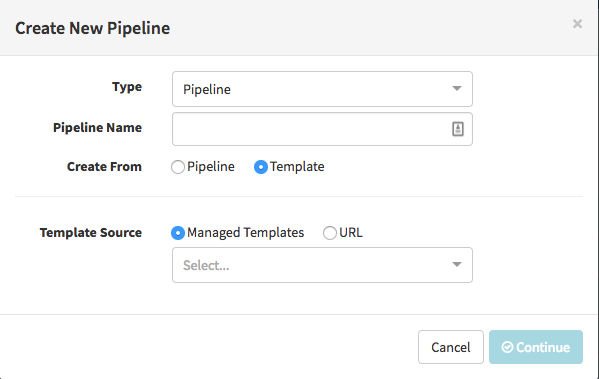 Create New Pipeline ×
Type Pipeline
Pipeline Name
Create From Pipeline Template
Template Source Managed Templates URL
Select...
Cancel Continue